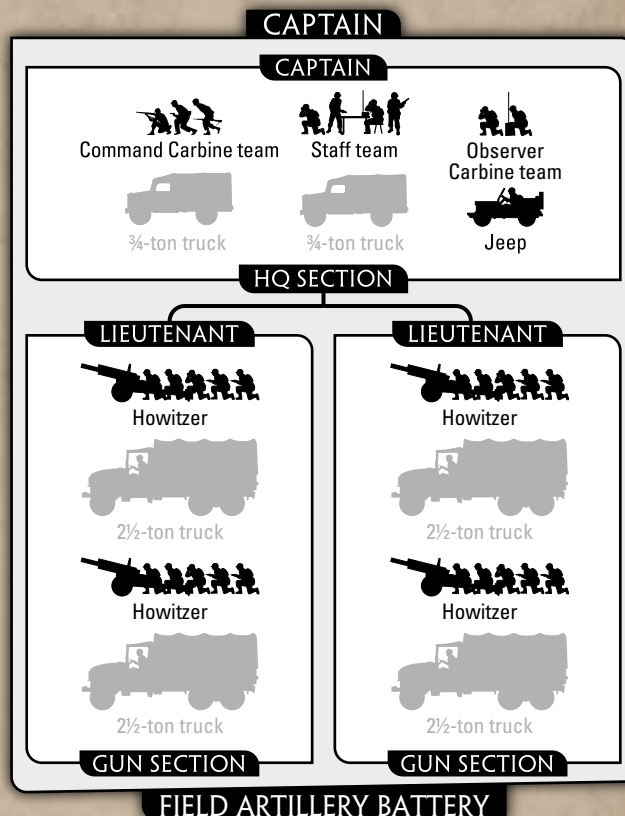 CAPTAIN
CAPTAIN
Command Carbine team
Staff team
Observer
Carbine team
¾-ton truck
¾-ton truck
Jeep
HQ SECTION
LIEUTENANT
Howitzer
2½-ton truck
Howitzer
2½-ton truck
GUN SECTION
LIEUTENANT
Howitzer
2½-ton truck
Howitzer
2½-ton truck
GUN SECTION
FIELD ARTILLERY BATTERY